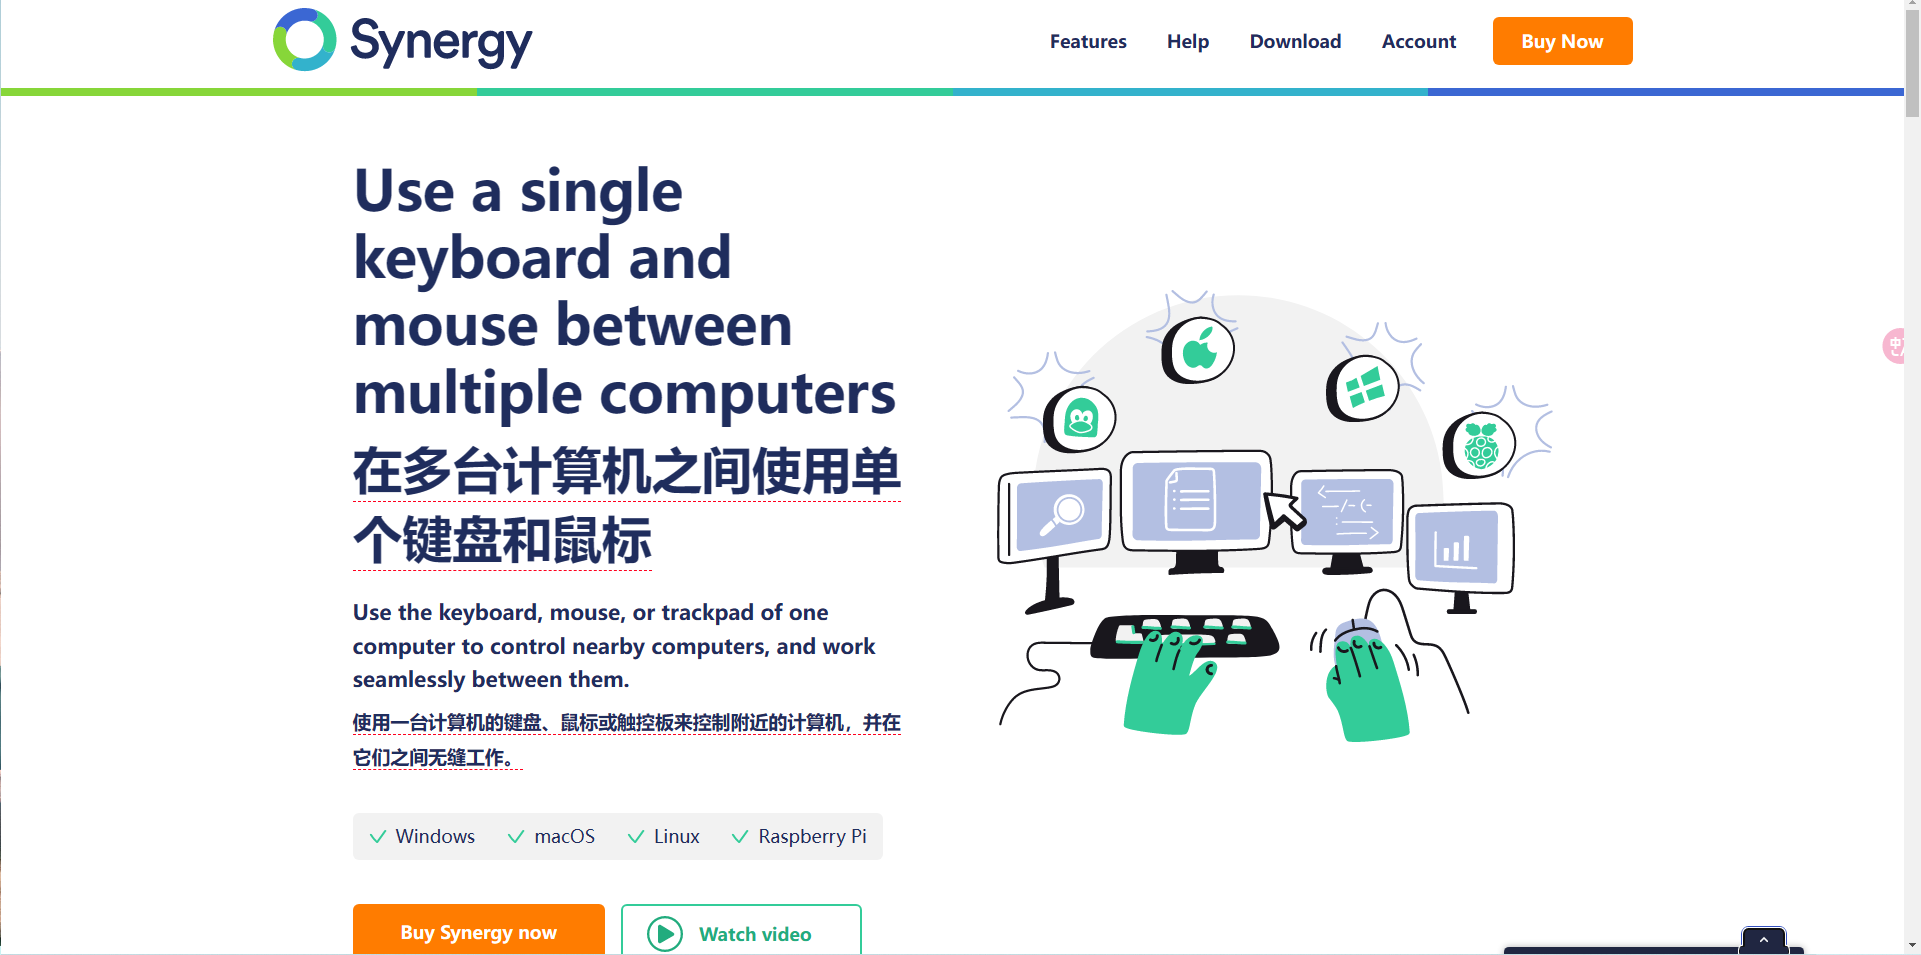 Synergy
Features
Help
Download
Account
Buy Now
Use a single
keyboard and
mouse between
multiple computers
在多台计算机之间使用单
个键盘和鼠标
Use the keyboard, mouse, or trackpad of one
computer to control nearby computers, and work
seamlessly between them.
使用一台计算机的键盘、鼠标或触控板来控制附近的计算机，并在
它们之间无缝工作。
Windows
macOS
Linux
Raspberry Pi
Buy Synergy now
Watch video